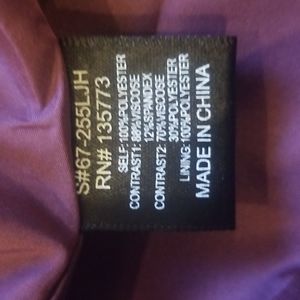 S#67-255LJH
RN# 135773
SELF: 100%POLYESTER
CONTRAST1: 88%VISCOSE
12%SPANDEX
CONTRAST2: 70%VISCOSE
30%POLYESTER
LINING: 100%POLYESTER
MADE IN CHINA